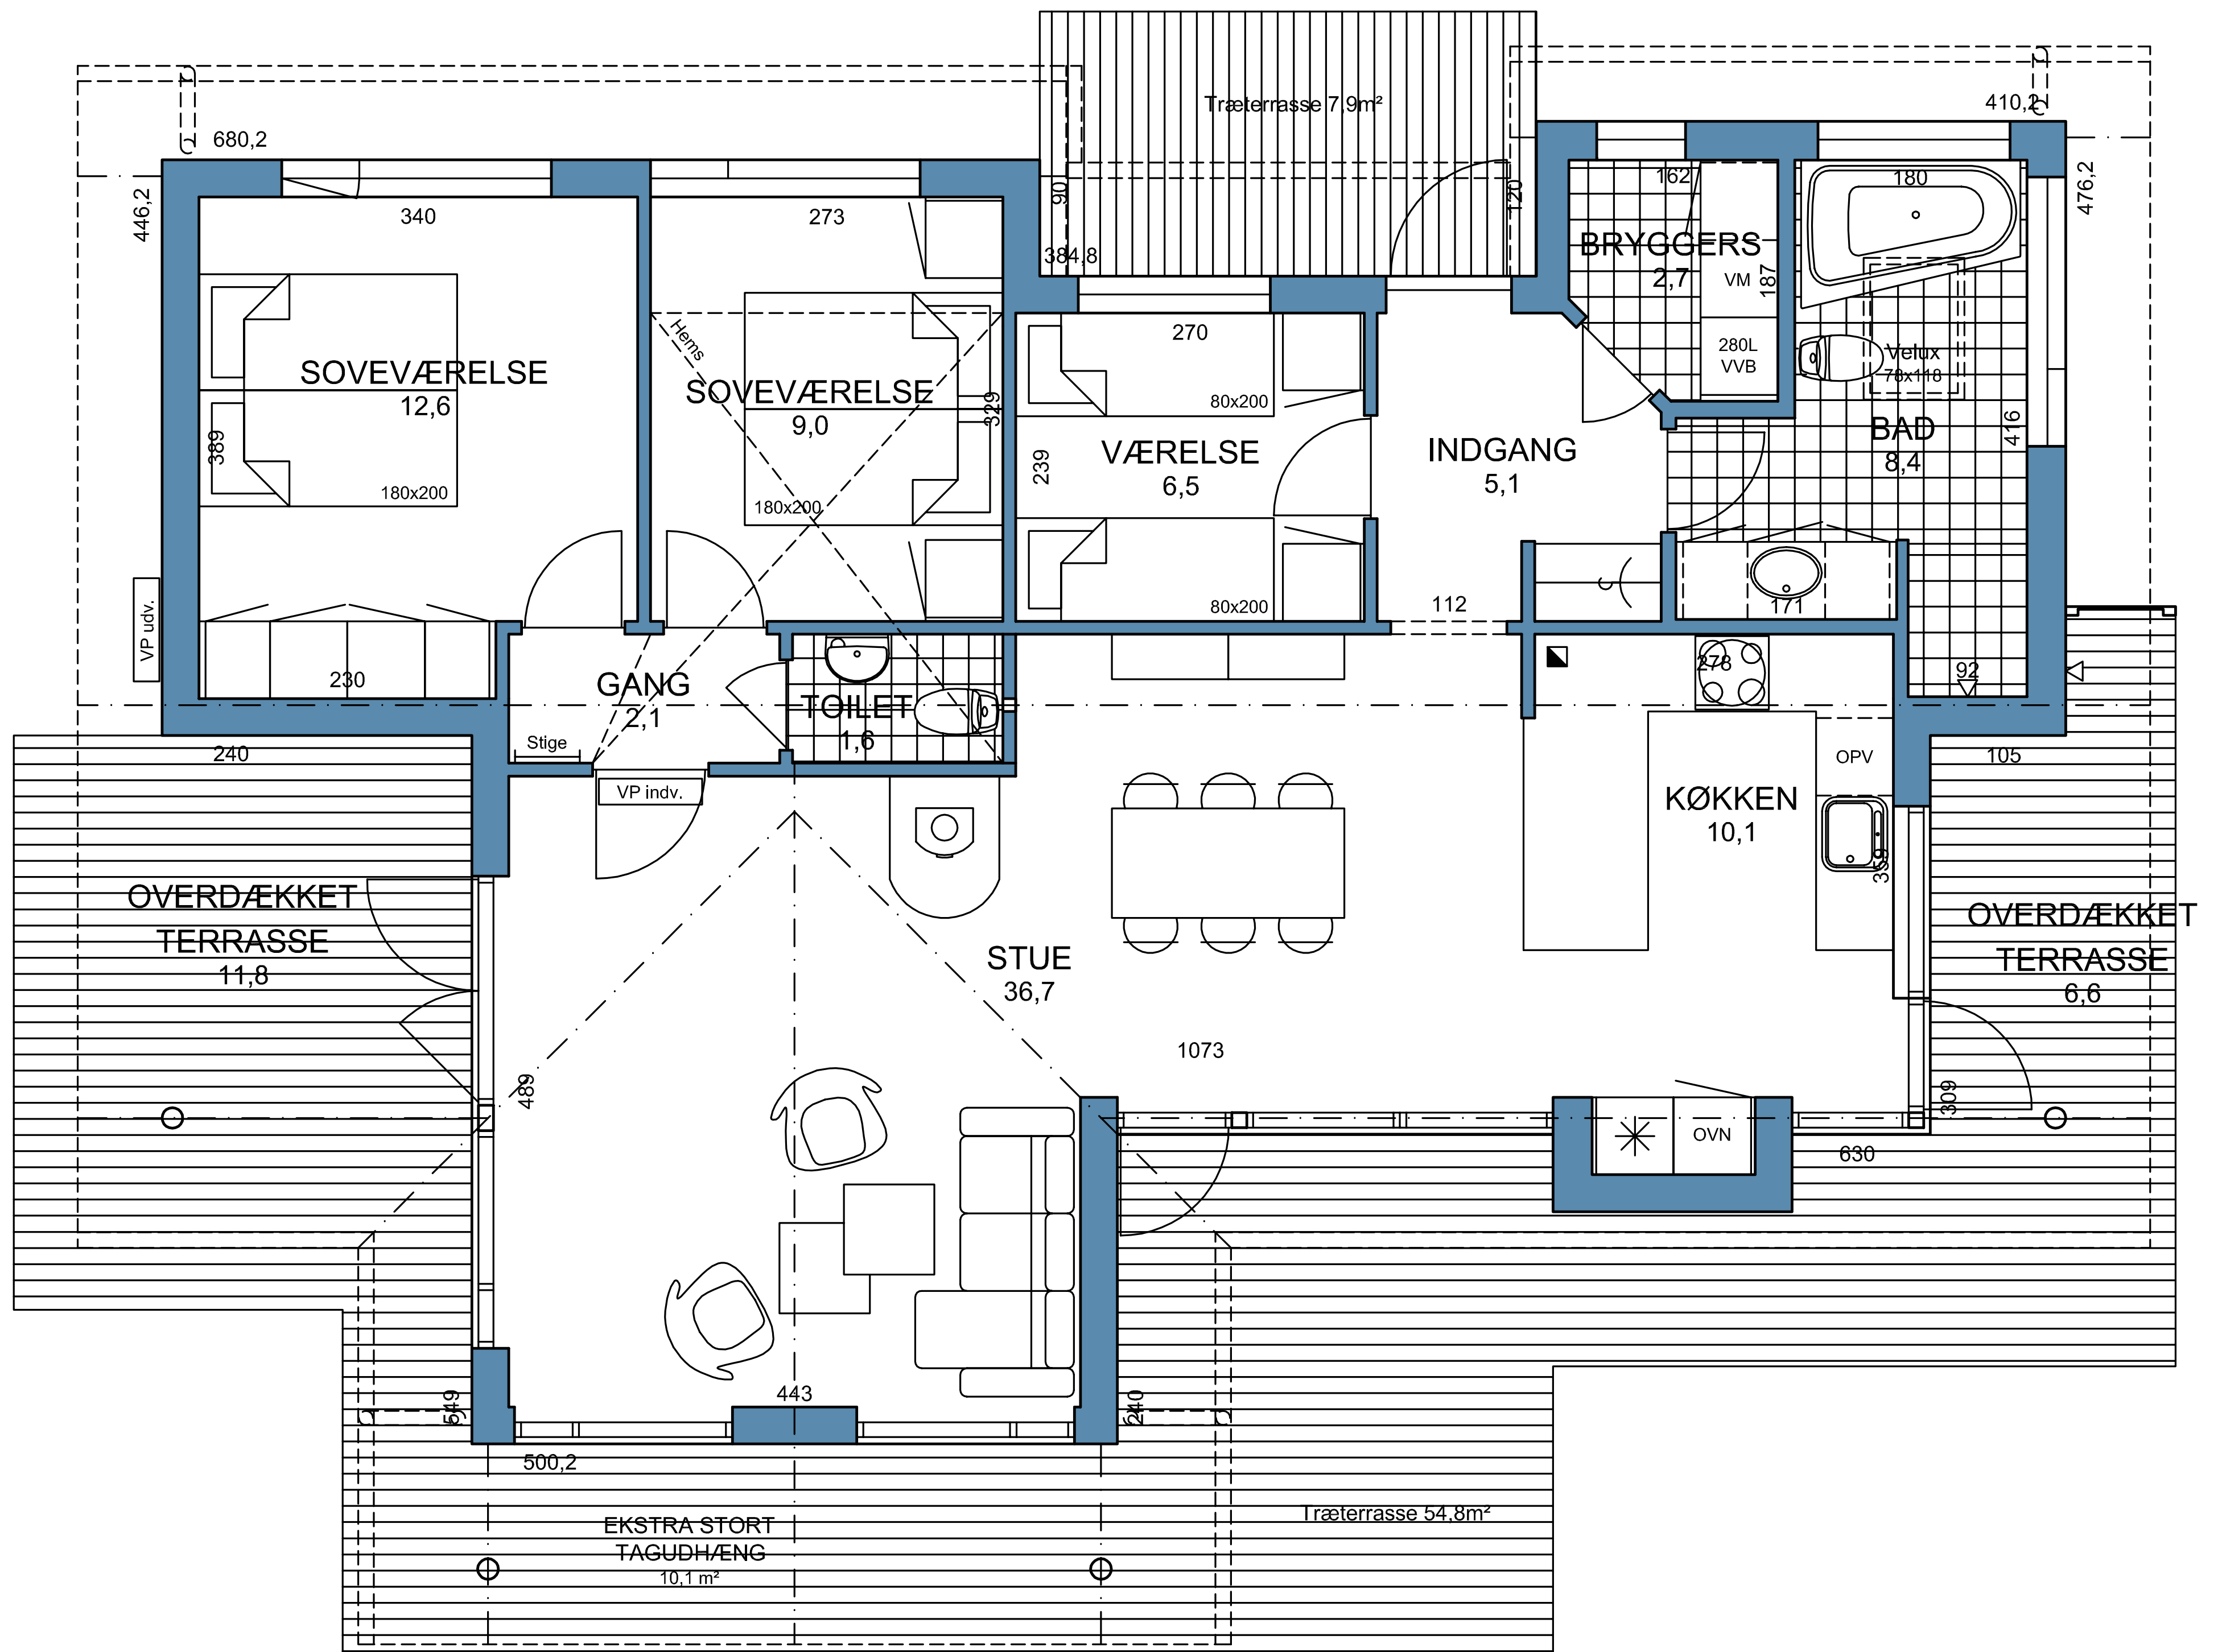 Træterrasse 7,9m²
410,2
680,2
446,2
90
120
162
180
476,2
340
273
384,8
BRYGGERS
2,7
VM
187
280L
VVB
Velux
78x118
Hems
270
SOVEVÆRELSE
12,6
389
180x200
SOVEVÆRELSE
9,0
329
180x200
80x200
VÆRELSE
6,5
239
80x200
INDGANG
5,1
BAD
8,4
416
112
171
VP udv.
230
GANG
2,1
Stige
TOILET
1,6
278
92
240
VP indv.
OPV
105
KØKKEN
10,1
359
OVERDÆKKET
TERRASSE
11,8
STUE
36,7
OVERDÆKKET
TERRASSE
6,6
1073
489
309
OVN
630
443
549
240
500,2
Træterrasse 54,8m²
EKSTRA STORT
TAGUDHÆNG
10,1 m²